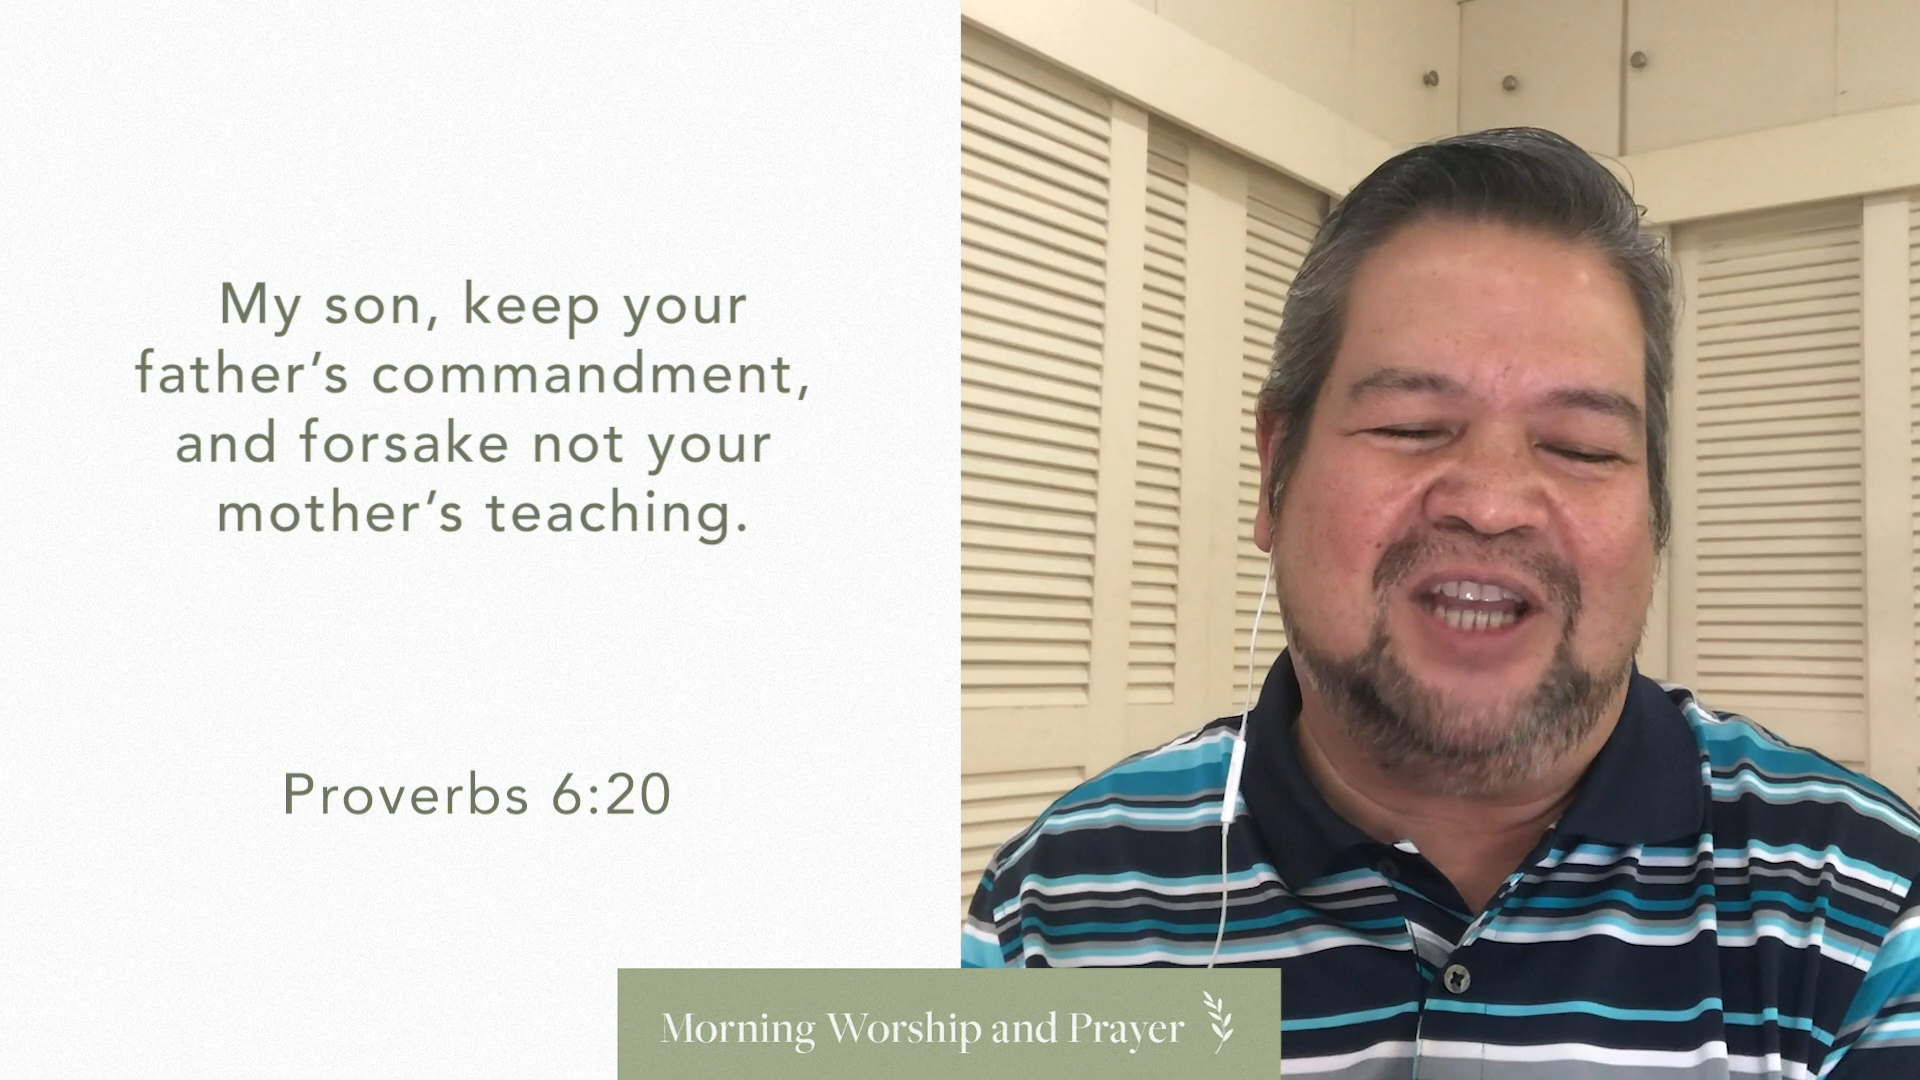 My son, keep your
father’s commandment,
and forsake not your
mother’s teaching.
Proverbs 6:20
Morning Worship and Prayer